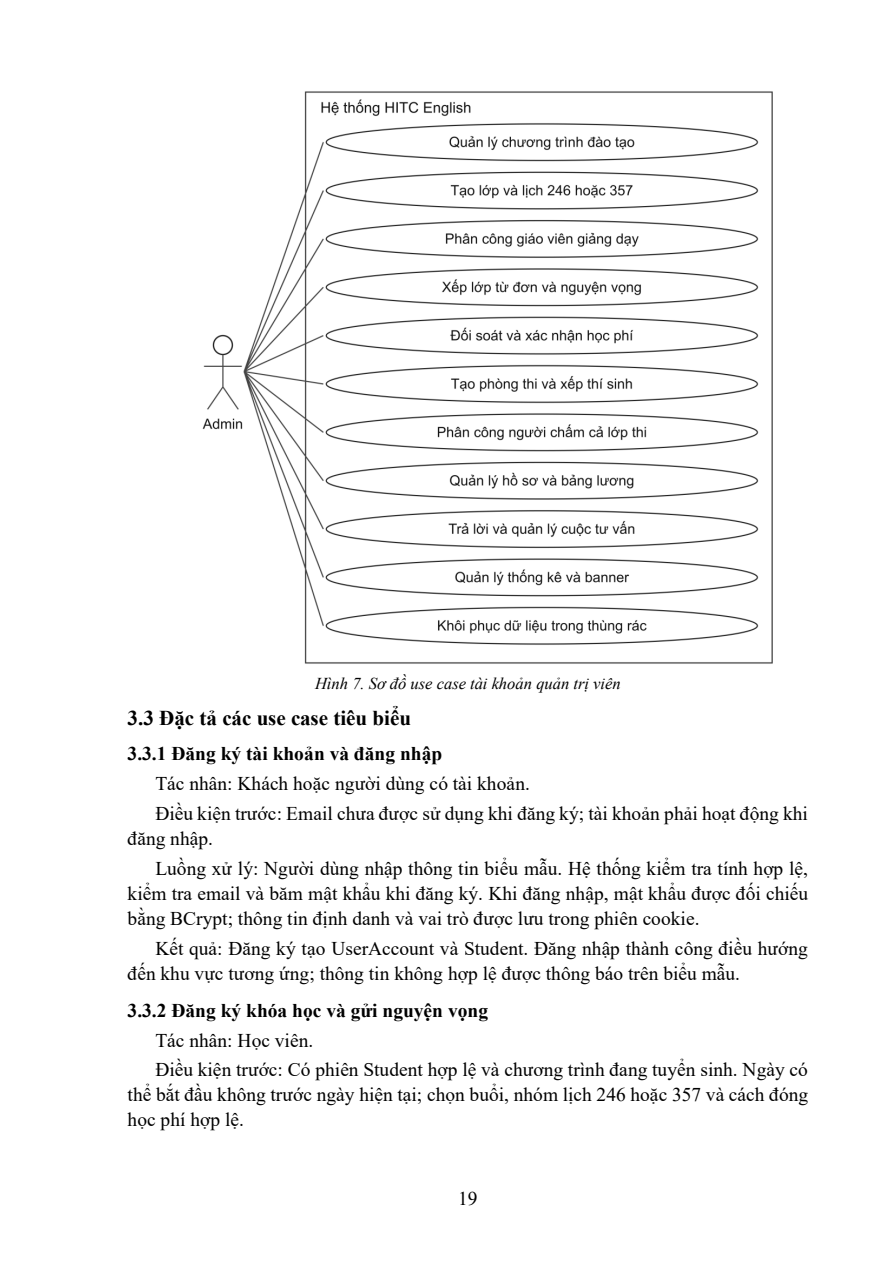 Hệ thống HITC English
Quản lý chương trình đào tạo
Tạo lớp và lịch 246 hoặc 357
Phân công giáo viên giảng dạy
Xếp lớp từ đơn và nguyện vọng
Đối soát và xác nhận học phí
Tạo phòng thi và xếp thí sinh
Admin
Phân công người chấm cả lớp thi
Quản lý hồ sơ và bảng lương
Trả lời và quản lý cuộc tư vấn
Quản lý thống kê và banner
Khôi phục dữ liệu trong thùng rác
Hình 7. Sơ đồ use case tài khoản quản trị viên
3.3 Đặc tả các use case tiêu biểu
3.3.1 Đăng ký tài khoản và đăng nhập
Tác nhân: Khách hoặc người dùng có tài khoản.
Điều kiện trước: Email chưa được sử dụng khi đăng ký; tài khoản phải hoạt động khi
đăng nhập.
Luồng xử lý: Người dùng nhập thông tin biểu mẫu. Hệ thống kiểm tra tính hợp lệ,
kiểm tra email và băm mật khẩu khi đăng ký. Khi đăng nhập, mật khẩu được đối chiếu
bằng BCrypt; thông tin định danh và vai trò được lưu trong phiên cookie.
Kết quả: Đăng ký tạo UserAccount và Student. Đăng nhập thành công điều hướng
đến khu vực tương ứng; thông tin không hợp lệ được thông báo trên biểu mẫu.
3.3.2 Đăng ký khóa học và gửi nguyện vọng
Tác nhân: Học viên.
Điều kiện trước: Có phiên Student hợp lệ và chương trình đang tuyển sinh. Ngày có
thể bắt đầu không trước ngày hiện tại; chọn buổi, nhóm lịch 246 hoặc 357 và cách đóng
học phí hợp lệ.
19